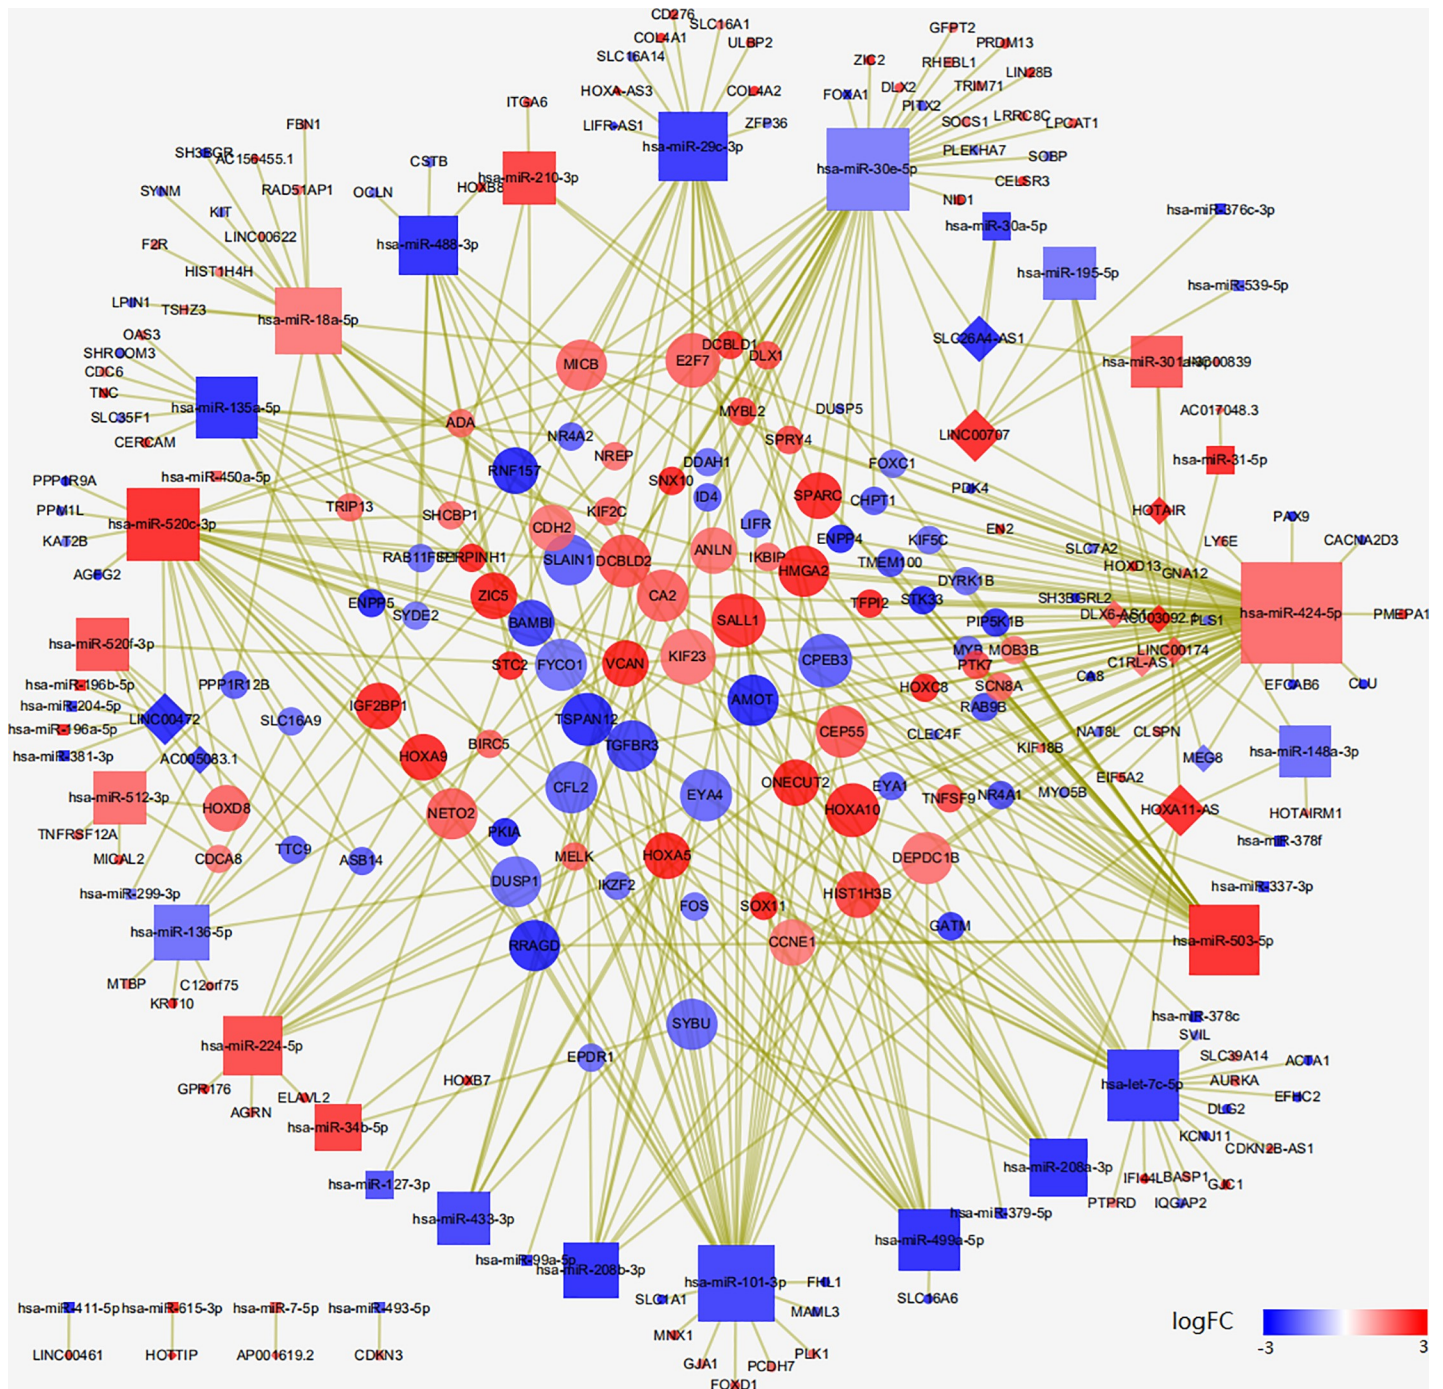 CD276
SLC16A1
COL4A1
ULBP2
SLC16A14
HOXA-AS3
COL4A2
LIFR-AS1
ZFP36
hsa-miR-29c-3p
GFPT2
PRDM13
ZIC2
RHEBL1
LIN28B
DLX2
TRIM71
FOXA1
PITX2
SOCS1
LRRC8C
LPCAT1
PLEKHA7
SOBP
CELSR3
NID1
hsa-miR-30e-5p
ITGA6
hsa-miR-210-3p
HOXB8
CSTB
OCLN
hsa-miR-488-3p
FBN1
SH3BGR
AC156455.1
SYNM
RAD51AP1
KIT
LINC00622
F2R
HIST1H4H
LPIN1
TSHZ3
hsa-miR-18a-5p
OAS3
SHROOM3
CDC6
TNC
SLC35F1
CERCAM
hsa-miR-135a-5p
hsa-miR-450a-5p
PPP1R9A
PPM1L
KAT2B
AGFG2
hsa-miR-520c-3p
hsa-miR-30a-5p
hsa-miR-376c-3p
hsa-miR-195-5p
hsa-miR-539-5p
SLC26A4-AS1
hsa-miR-301a-3p
LINC00839
AC017048.3
LINC00707
hsa-miR-31-5p
HOTAIR
PAX9
CACNA2D3
LY6E
GNA12
HOXD13
SLC7A2
hsa-miR-424-5p
PMEPA1
SH3BGRL2
DLX6-AS1
AC003092.1
PLS1
LINC00174
C1RL-AS1
CA8
EFCAB6
CLU
MICB
E2F7
DCBLD1
DLX1
MYBL2
DUSP5
SPRY4
ADA
NR4A2
NREP
RNF157
SNX10
DDAH1
ID4
FOXC1
CHPT1
SPARC
PDK4
EN2
TRIP13
SHCBP1
KIF2C
CDH2
LIFR
ENPP4
KIF5C
RAB11FIP1
SERPINH1
SLAIN1
DCBLD2
ANLN
IKBIP
HMGA2
TMEM100
DYRK1B
ENPP5
SYDE2
ZIC5
BAMBI
CA2
SALL1
TFPI2
STK33
PIP5K1B
FYCO1
STC2
VCAN
KIF23
CPEB3
MYB
MOB3B
PTK7
SCN8A
HOXC8
RAB9B
hsa-miR-520f-3p
hsa-miR-196b-5p
hsa-miR-204-5p
hsa-miR-196a-5p
hsa-miR-381-3p
LINC00472
AC005083.1
PPP1R12B
SLC16A9
IGF2BP1
TSPAN12
AMOT
TGFBR3
CEP55
CLEC4F
KIF18B
NAT8L
CLSPN
MEG8
hsa-miR-148a-3p
HOXA9
BIRC5
CFL2
EYA4
ONECUT2
EYA1
TNFSF9
NR4A1
MYO5B
EIF5A2
HOXA11-AS
HOTAIRM1
hsa-miR-378f
hsa-miR-512-3p
HOXD8
NETO2
HOXA10
TNFRSF12A
MICAL2
CDCA8
TTC9
ASB14
PKIA
MELK
HOXA5
DEPDC1B
DUSP1
IKZF2
FOS
SOX11
HIST1H3B
hsa-miR-337-3p
hsa-miR-299-3p
hsa-miR-136-5p
RRAGD
CCNE1
GATM
hsa-miR-503-5p
MTBP
C12orf75
KRT10
hsa-miR-224-5p
GPR176
AGRN
ELAVL2
hsa-miR-34b-5p
SYBU
EPDR1
HOXB7
hsa-miR-378c
SVIL
SLC39A14
ACTA1
hsa-let-7c-5p
AURKA
EFHC2
DLG2
KCNJ11
CDKN2B-AS1
IFI44L
BASP1
GJC1
PTPRD
IQGAP2
hsa-miR-208a-3p
hsa-miR-379-5p
hsa-miR-499a-5p
SLC16A6
hsa-miR-127-3p
hsa-miR-433-3p
hsa-miR-99a-5p
hsa-miR-208b-3p
hsa-miR-101-3p
FHL1
SLC1A1
MAML3
MNX1
PLK1
GJA1
PCDH7
FOXD1
hsa-miR-411-5p
hsa-miR-615-3p
hsa-miR-7-5p
hsa-miR-493-5p
LINC00461
HOTTIP
AP001619.2
CDKN3
logFC
-3
3